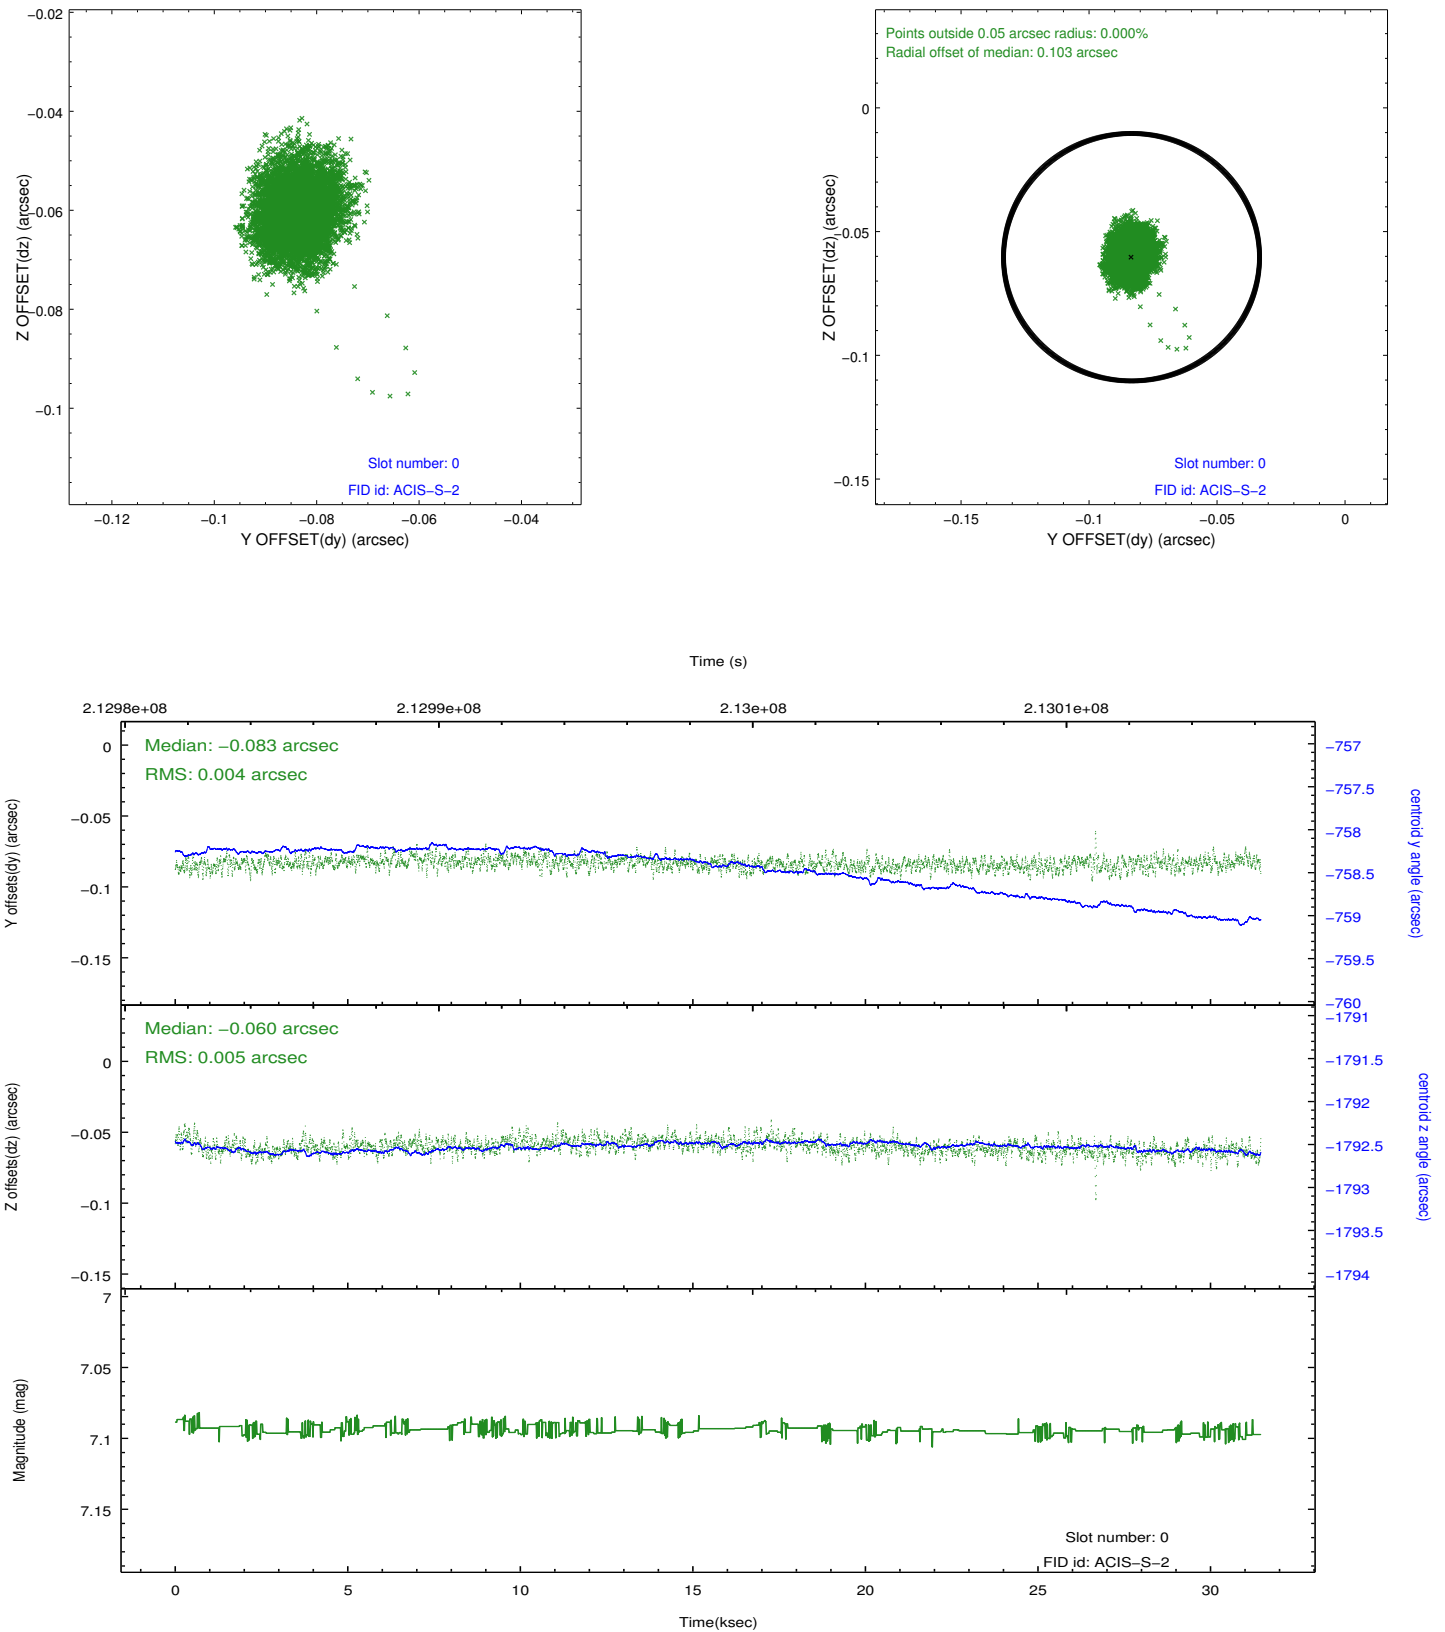 −0.02
−0.04
−0.06
−0.08
−0.1
Z OFFSET(dz) (arcsec)
Slot number: 0
FID id: ACIS−S−2
−0.12
−0.1
−0.08
−0.06
−0.04
Y OFFSET(dy) (arcsec)
Points outside 0.05 arcsec radius: 0.000%
Radial offset of median: 0.103 arcsec
0
−0.05
−0.1
−0.15
Z OFFSET(dz) (arcsec)
Slot number: 0
FID id: ACIS−S−2
−0.15
−0.1
−0.05
0
Y OFFSET(dy) (arcsec)
Time (s)
2.1298e+08
2.1299e+08
2.13e+08
2.1301e+08
Median: −0.083 arcsec
RMS: 0.004 arcsec
0
−0.05
−0.1
−0.15
Y offsets(dy) (arcsec)
−757
−757.5
−758
−758.5
−759
−759.5
−760
centroid y angle (arcsec)
Median: −0.060 arcsec
RMS: 0.005 arcsec
0
−0.05
−0.1
−0.15
Z offsets(dz) (arcsec)
−1791
−1791.5
−1792
−1792.5
−1793
−1793.5
−1794
centroid z angle (arcsec)
7
7.05
7.1
7.15
Magnitude (mag)
Slot number: 0
FID id: ACIS−S−2
0
5
10
15
20
25
30
Time(ksec)